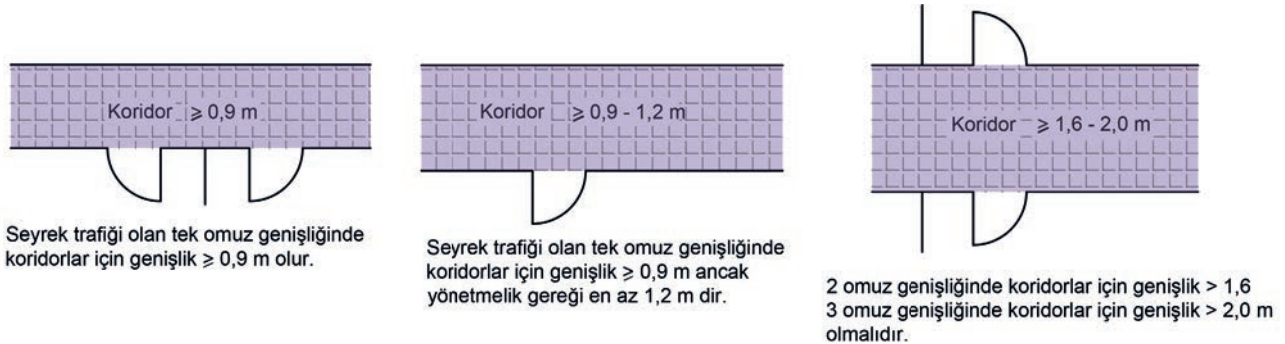 Koridor ⩾ 0,9 m
Seyrek trafiği olan tek omuz genişliğinde
koridorlar için genişlik ⩾ 0,9 m olur.
Koridor ⩾ 0,9 - 1,2 m
Seyrek trafiği olan tek omuz genişliğinde
koridorlar için genişlik ⩾ 0,9 m ancak
yönetmelik gereği en az 1,2 m dir.
Koridor ⩾ 1,6 - 2,0 m
2 omuz genişliğinde koridorlar için genişlik > 1,6
3 omuz genişliğinde koridorlar için genişlik > 2,0 m
olmalıdır.